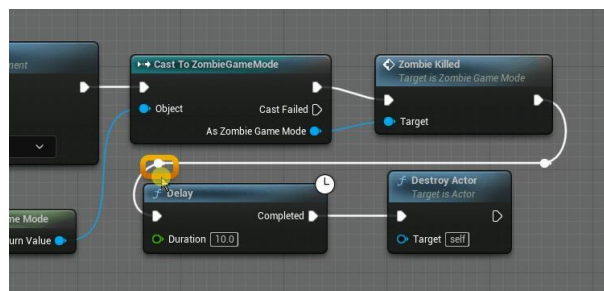 nent
Cast To ZombieGameMode
Object
Cast Failed
As Zombie Game Mode
Zombie Killed
Target is Zombie Game Mode
Target
me Mode
urn Value
Delay
Completed
Duration 10.0
Destroy Actor
Target is Actor
Target self